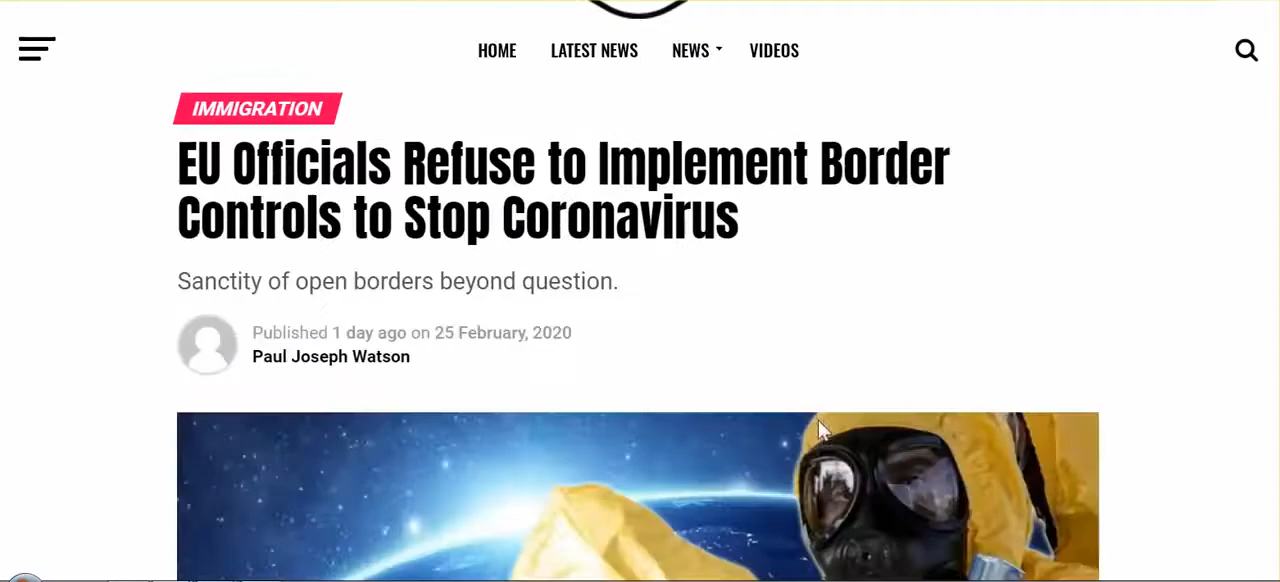 HOME LATEST NEWS NEWS VIDEOS
IMMIGRATION
EU Officials Refuse to Implement Border
Controls to Stop Coronavirus
Sanctity of open borders beyond question.
Published 1 day ago on 25 February, 2020
Paul Joseph Watson